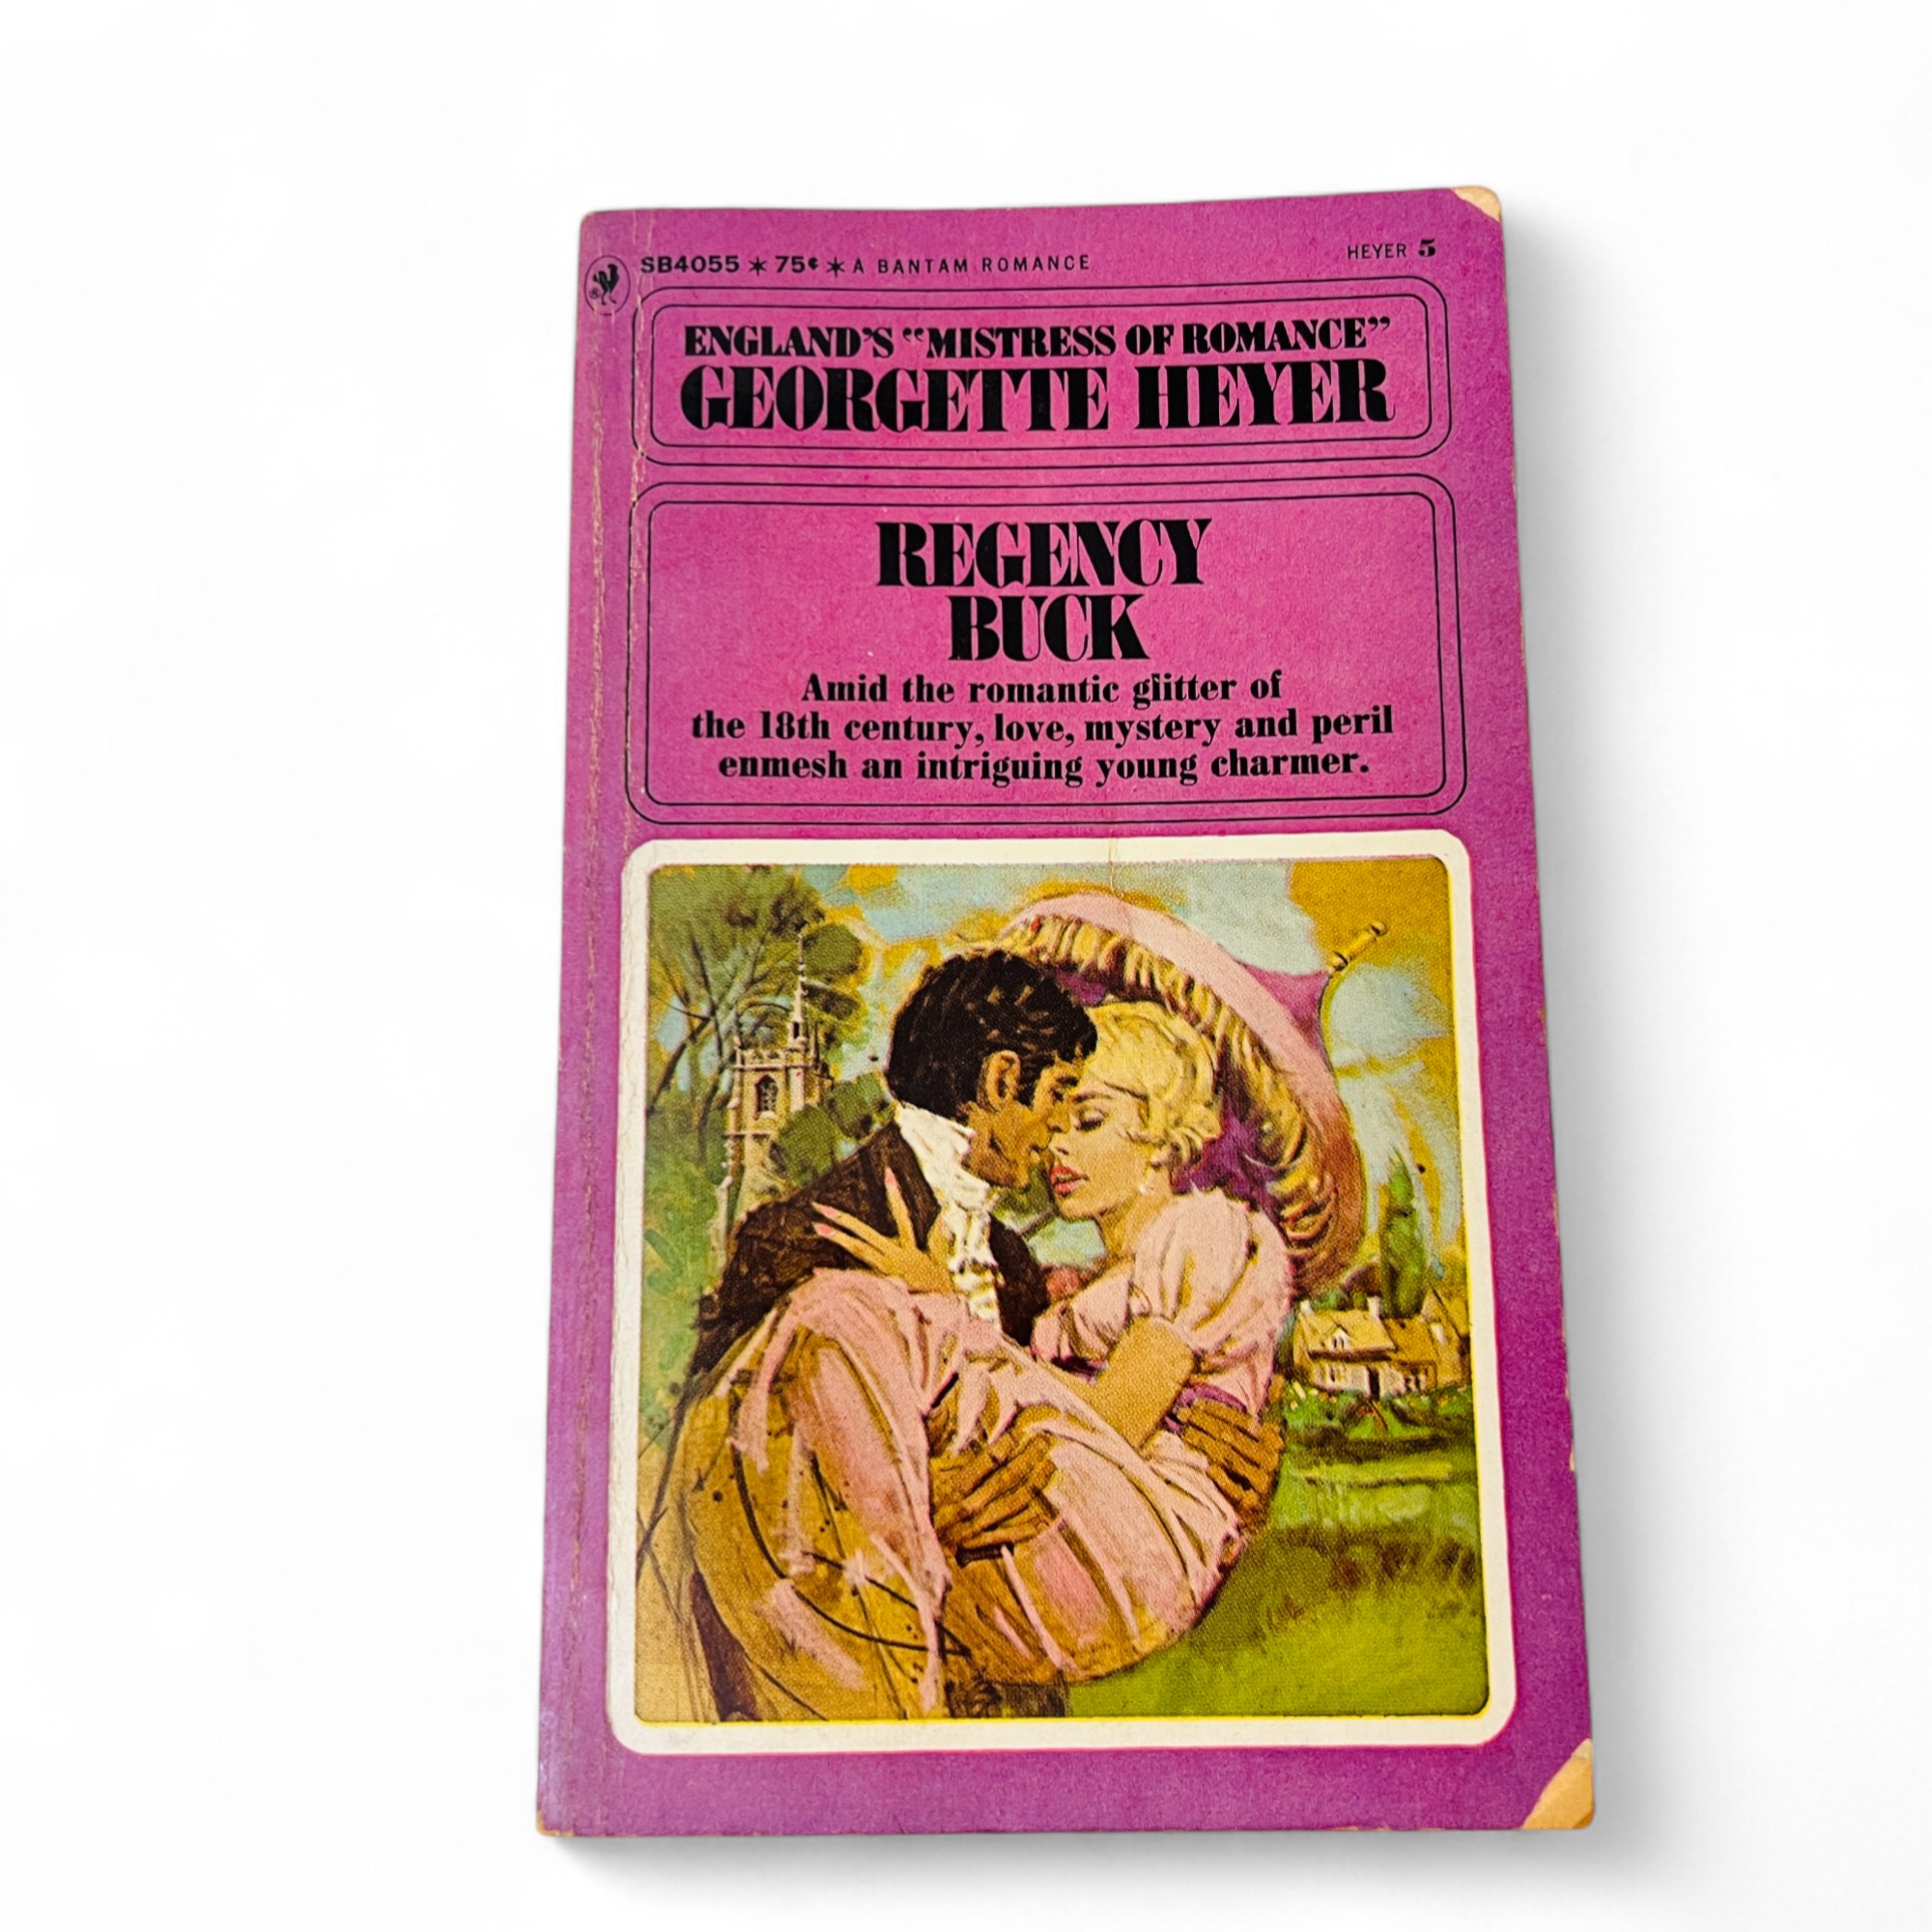 SB4055 * 75¢ * A BANTAM ROMANCE
HEYER 5
ENGLAND'S “MISTRESS OF ROMANCE”
GEORGETTE HEYER
REGENCY
BUCK
Amid the romantic glitter of
the 18th century, love, mystery and peril
enmesh an intriguing young charmer.